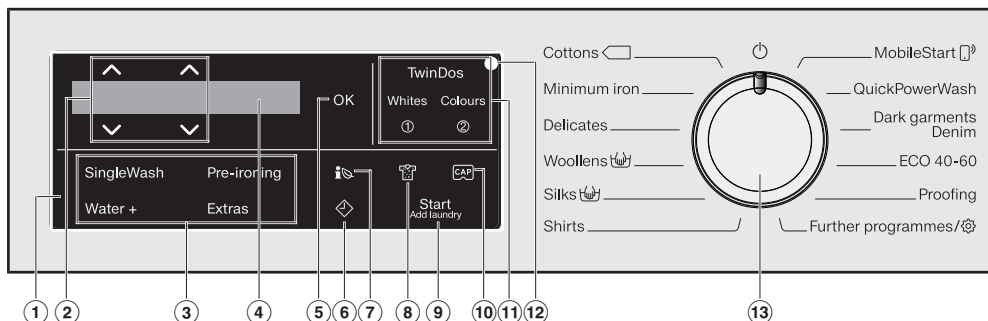 TwinDos
OK
Whites Colours
① ②
SingleWash Pre-ironing
Water + Extras
CAP
Start
Add laundry
Cottons
Minimum iron
Delicates
Woollens
Silks
Shirts
MobileStart
QuickPowerWash
Dark garments
Denim
ECO 40-60
Proofing
Further programmes/
① ② ③ ④ ⑤ ⑥ ⑦ ⑧ ⑨ ⑩ ⑪ ⑫ ⑬